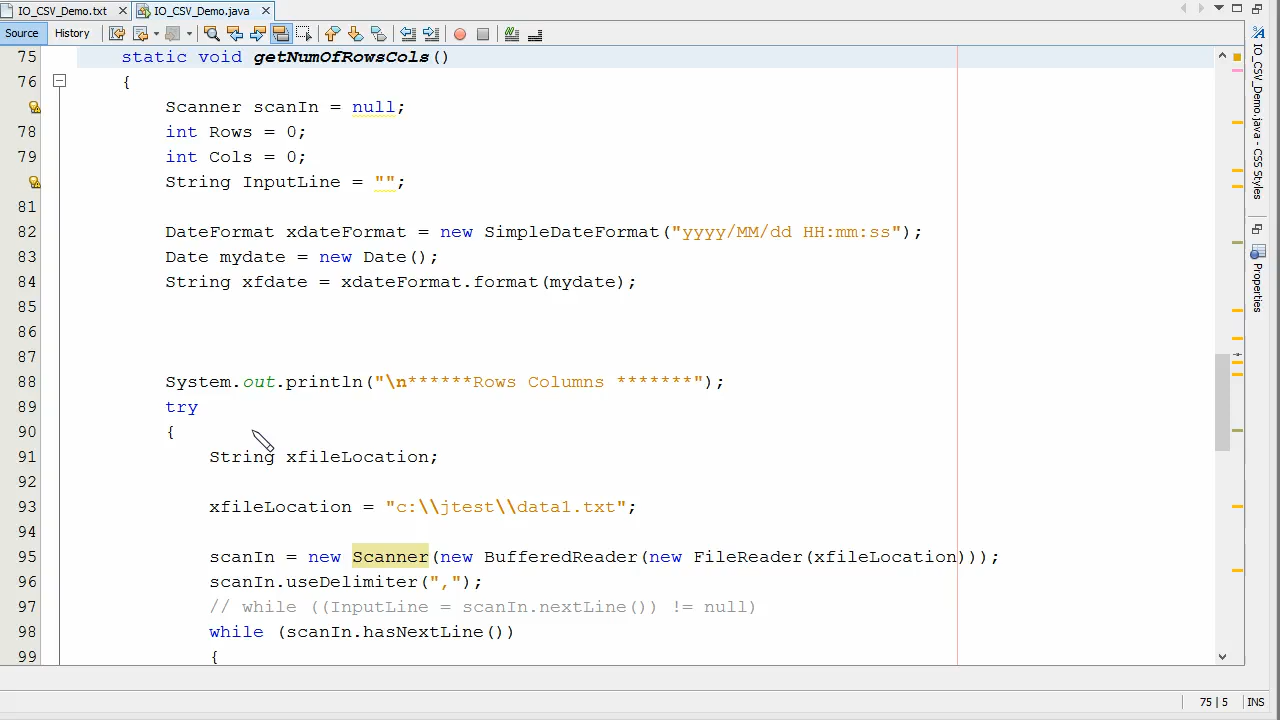 IO_CSV_Demo.txt IO_CSV_Demo.java
Source History
75 static void getNumOfRowsCols()
76 {
Scanner scanIn = null;
78 int Rows = 0;
79 int Cols = 0;
String InputLine = "";
81
82 DateFormat xdateFormat = new SimpleDateFormat("yyyy/MM/dd HH:mm:ss");
83 Date mydate = new Date();
84 String xfdate = xdateFormat.format(mydate);
85
86
87
88 System.out.println("\n******Rows Columns *******");
89 try
90 {
91 String xfileLocation;
92
93 xfileLocation = "c:\\jtest\\data1.txt";
94
95 scanIn = new Scanner(new BufferedReader(new FileReader(xfileLocation)));
96 scanIn.useDelimiter(",");
97 // while ((InputLine = scanIn.nextLine()) != null)
98 while (scanIn.hasNextLine())
99 {
IO_CSV_Demo.java - CSS Styles
Properties
75 | 5 INS